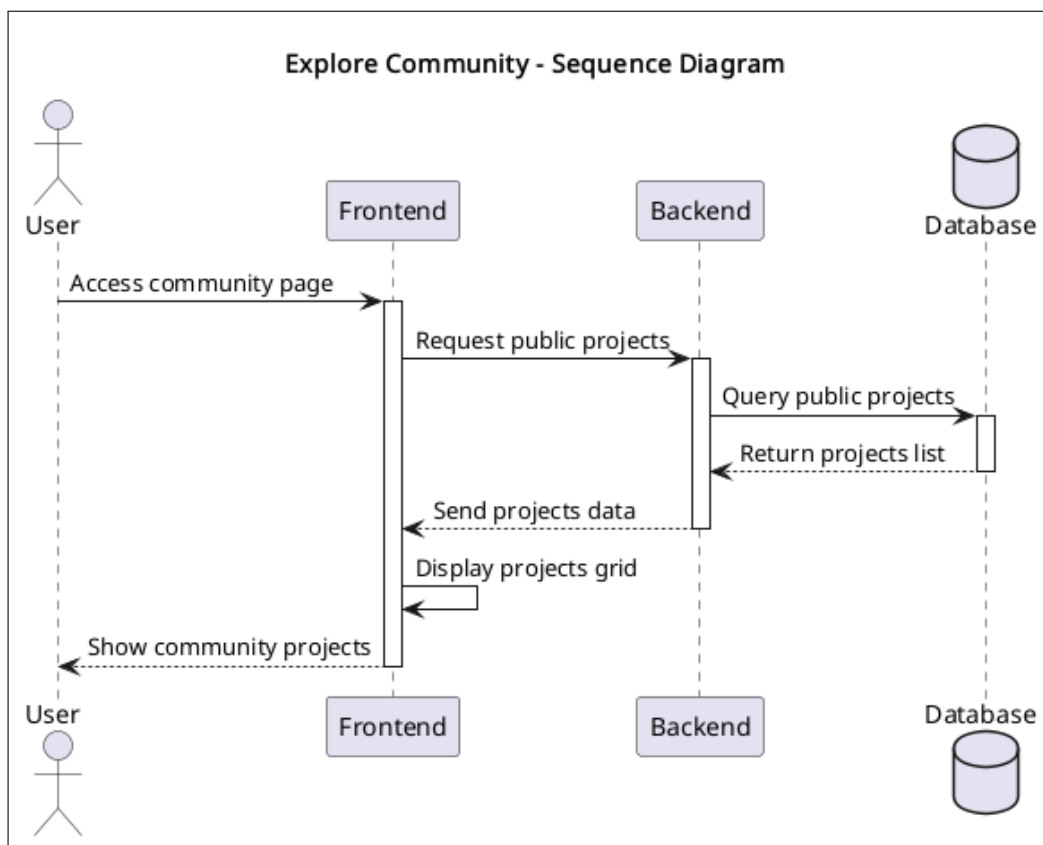 Explore Community - Sequence Diagram
User
Frontend
Backend
Database
Access community page
Request public projects
Query public projects
Return projects list
Send projects data
Display projects grid
Show community projects
User
Frontend
Backend
Database